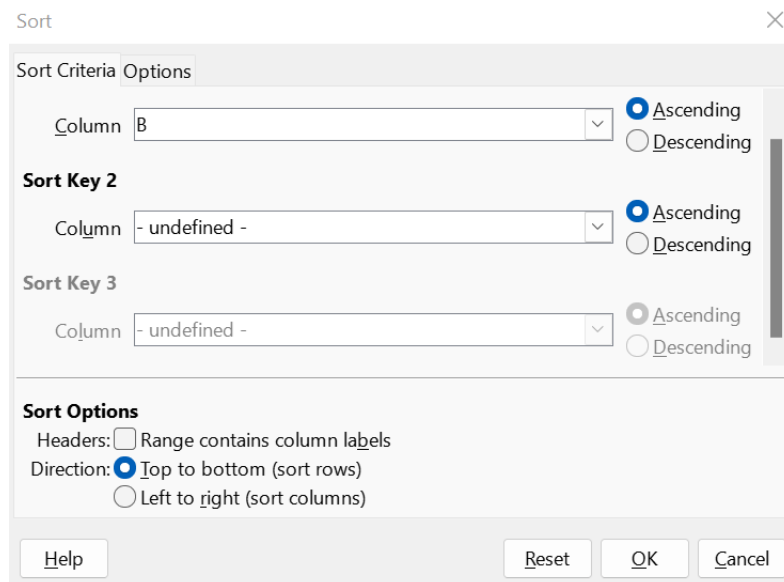 Sort
Sort Criteria Options
Column B
Ascending
Descending
Sort Key 2
Column - undefined -
Ascending
Descending
Sort Key 3
Column - undefined -
Ascending
Descending
Sort Options
Headers: Range contains column labels
Direction: Top to bottom (sort rows)
Left to right (sort columns)
Help Reset OK Cancel